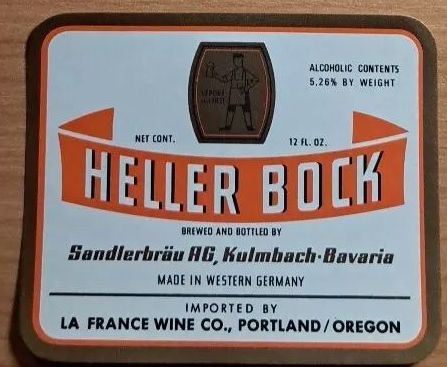 ALCOHOLIC CONTENTS
5.26% BY WEIGHT
NET CONT.
12 FL. OZ.
HELLER BOCK
BREWED AND BOTTLED BY
Sandlerbräu AG, Kulmbach-Bavaria
MADE IN WESTERN GERMANY
IMPORTED BY
LA FRANCE WINE CO., PORTLAND/OREGON